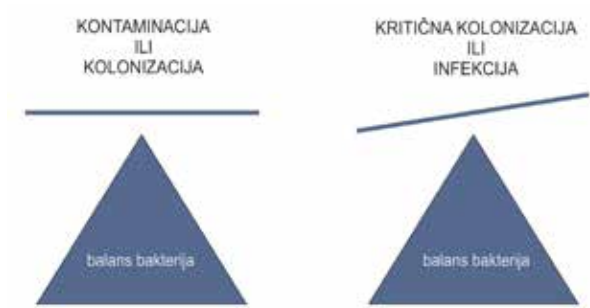 KONTAMINACIJA
ILI
KOLONIZACIJA
balans bakterija
KRITIČNA KOLONIZACIJA
ILI
INFEKCIJA
balans bakterija